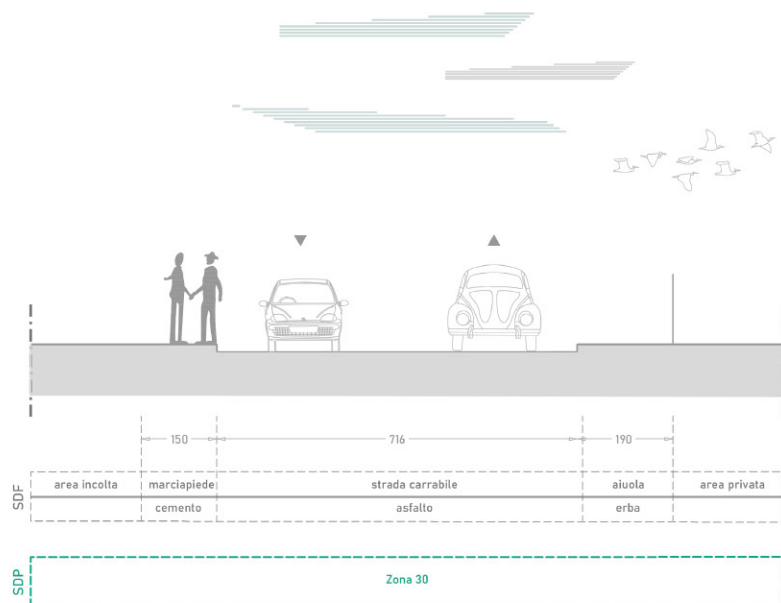 150 716 190
SDF
area incolta marciapiede strada carrabile aiuola area privata
cemento asfalto erba
SDP
Zona 30